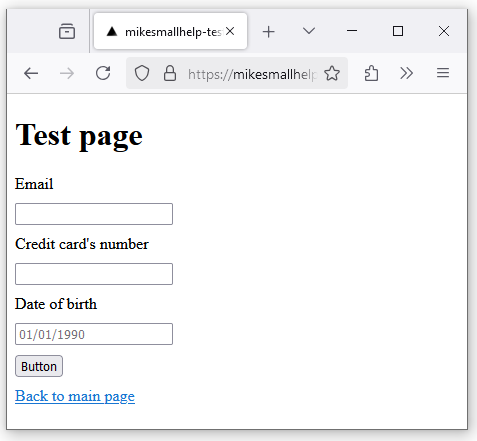 mikesmallhelp-tes
https://mikesmallhelp
Test page
Email
Credit card's number
Date of birth
01/01/1990
Button
Back to main page